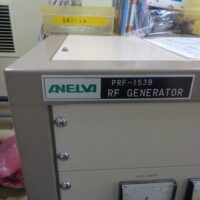 ANELVA
PRF-153B
RF GENERATOR